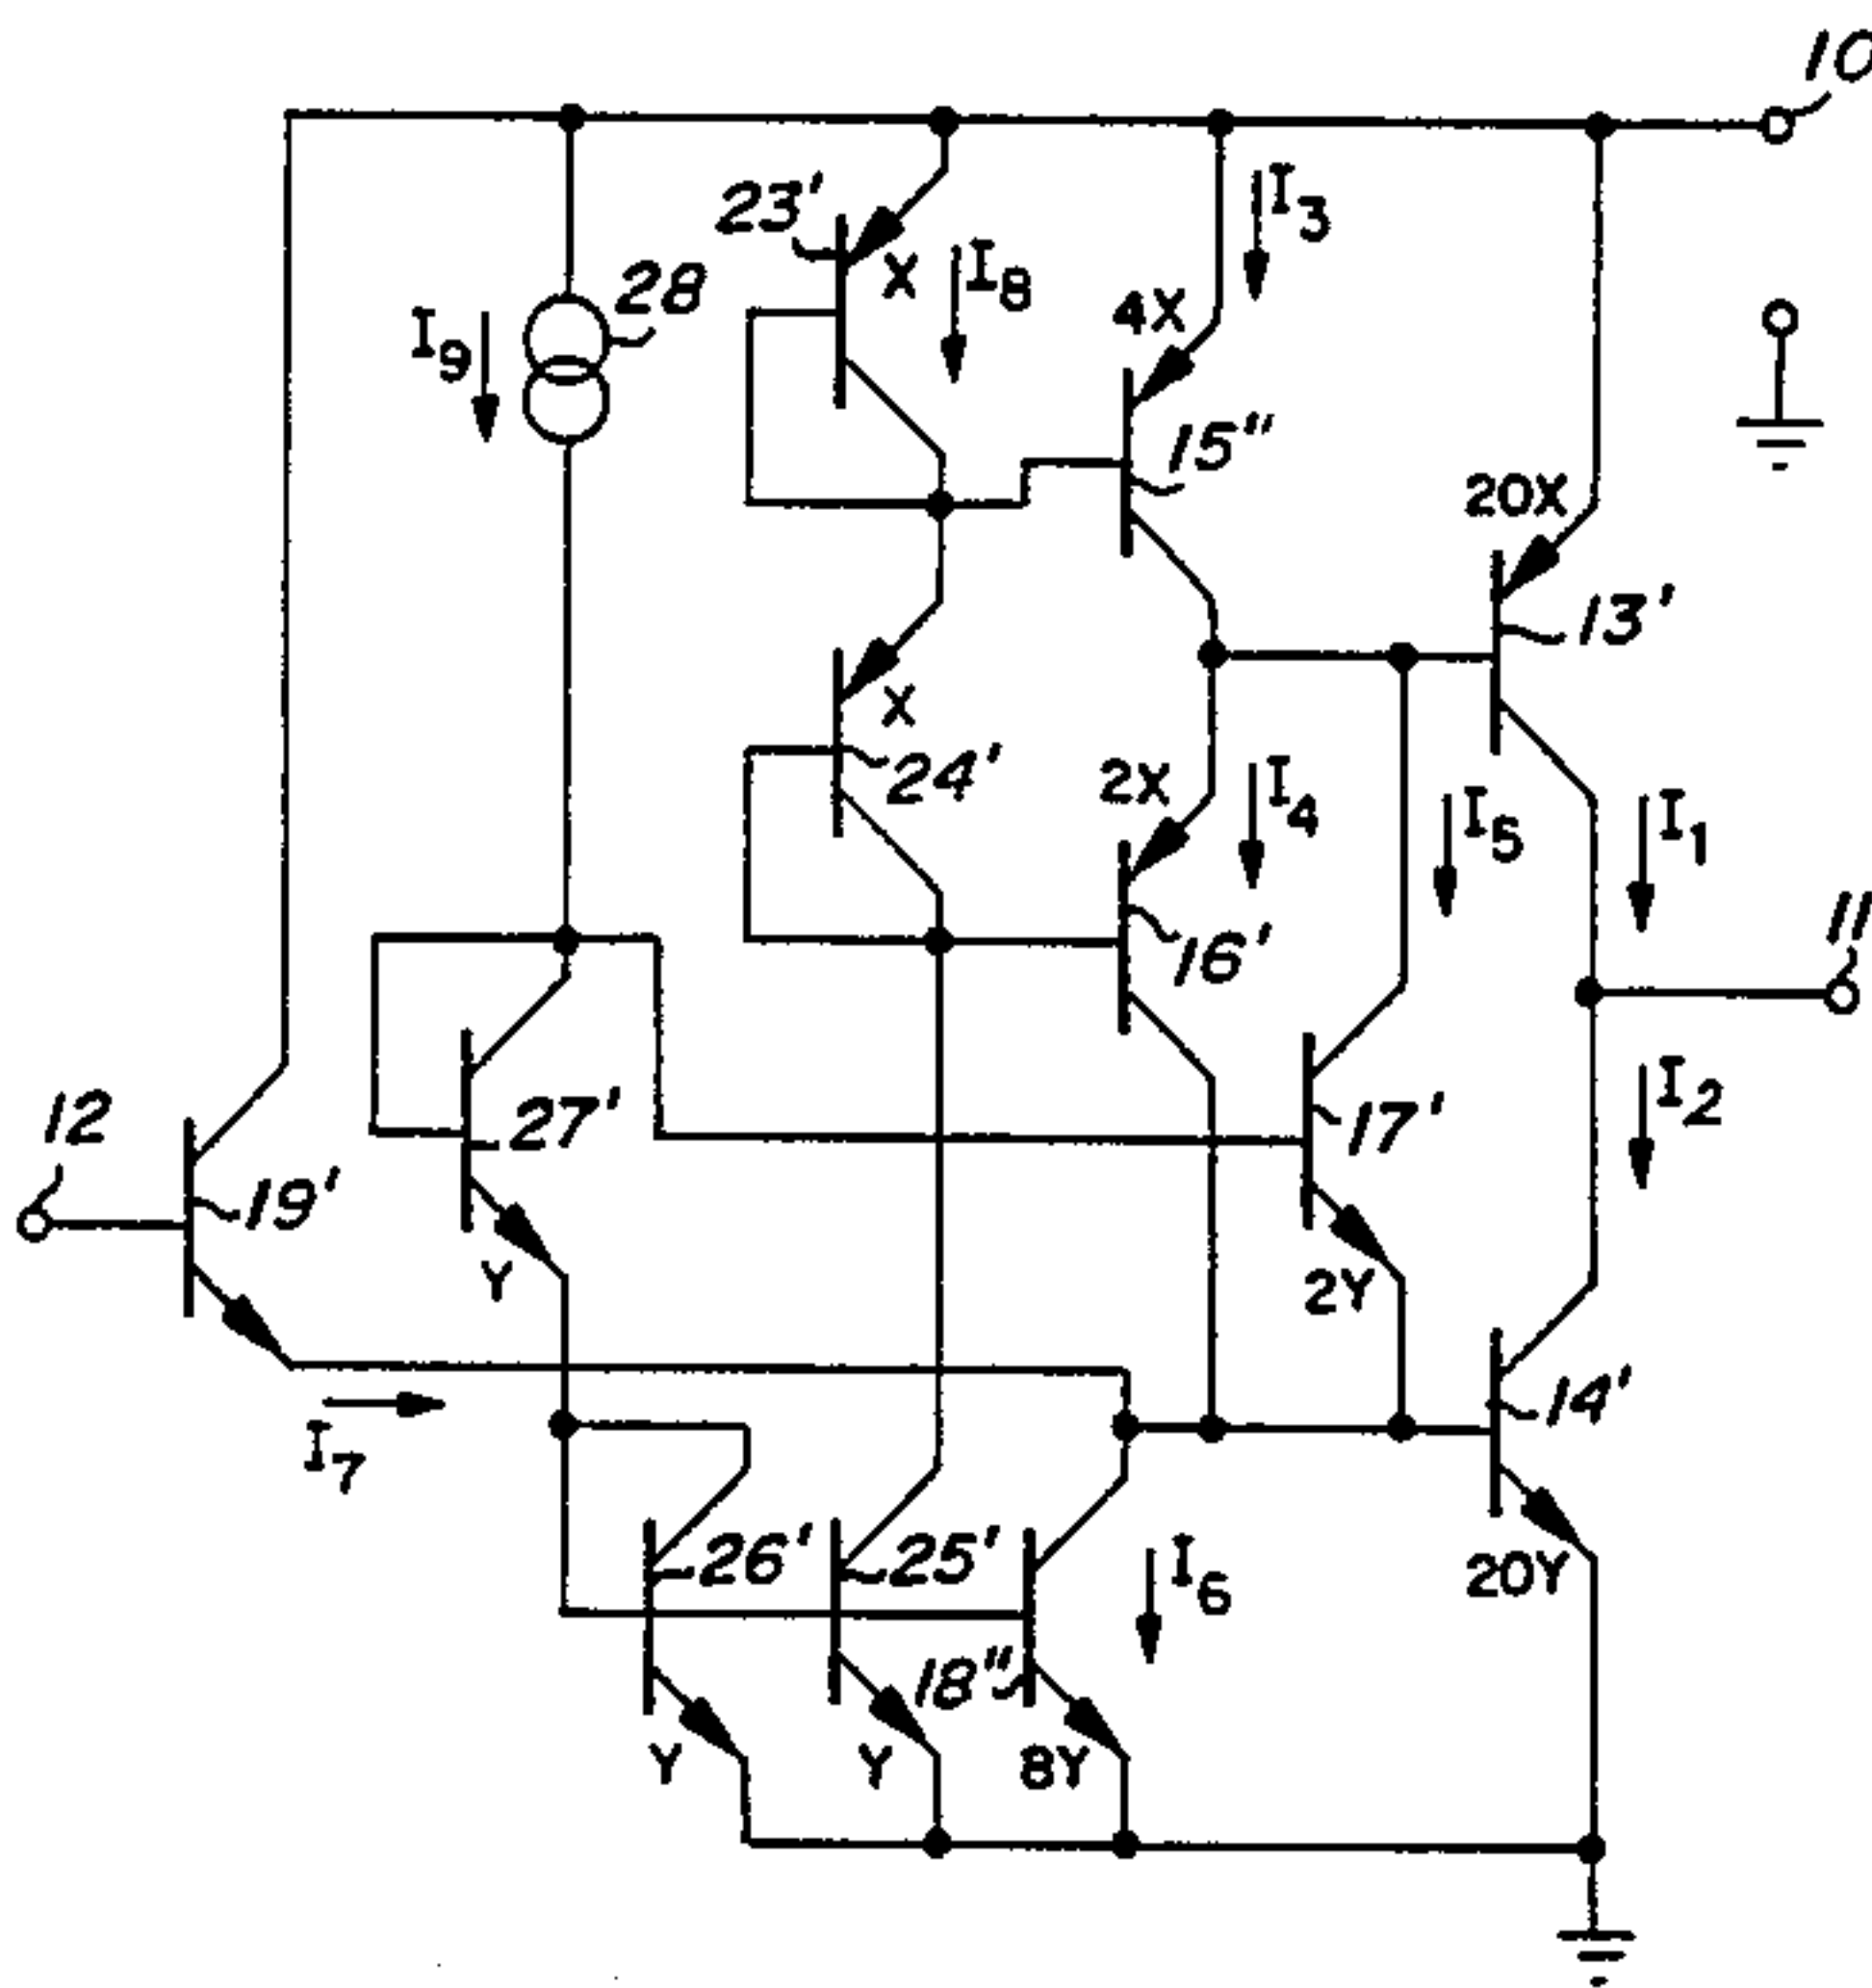 10
23'
I3
X
I8
28
4X
I9
15"
20X
13'
X
24'
2X
I4
I5
I1
11
16'
12
27'
17'
I2
19'
Y
2Y
14'
I7
26'
25'
I6
20Y
18"
Y
Y
8Y